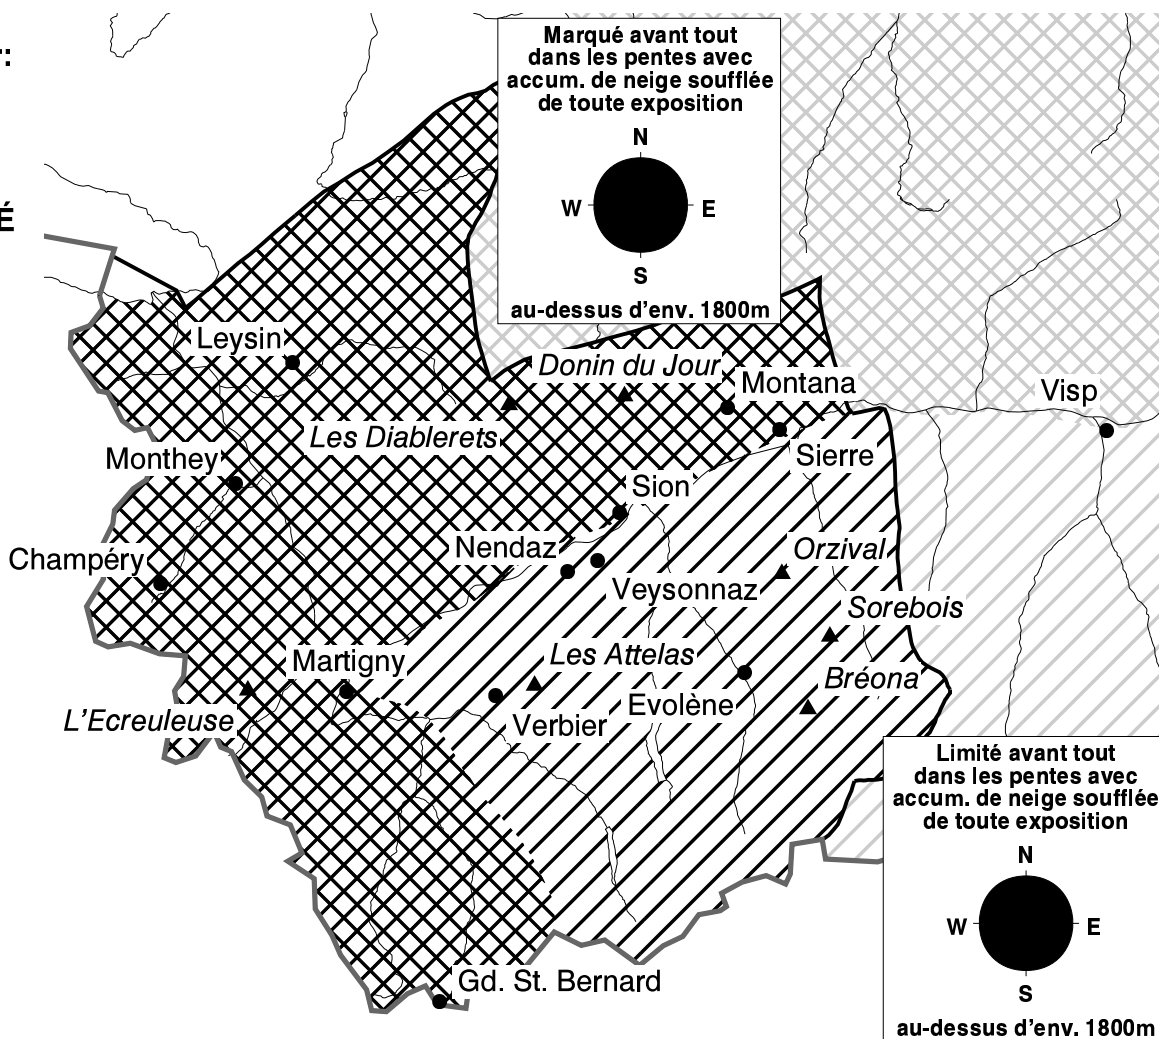 r:
É
Marqué avant tout
dans les pentes avec
accum. de neige soufflée
de toute exposition
N
W
E
S
au-dessus d'env. 1800m
Leysin
Donin du Jour
Montana
Visp
Les Diablerets
Monthey
Sierre
Sion
Nendaz
Orzival
Champéry
Veysonnaz
Sorebois
Martigny
Les Attelas
Bréona
L'Ecreuleuse
Verbier
Evolène
Limité avant tout
dans les pentes avec
accum. de neige soufflée
de toute exposition
N
W
E
S
au-dessus d'env. 1800m
Gd. St. Bernard